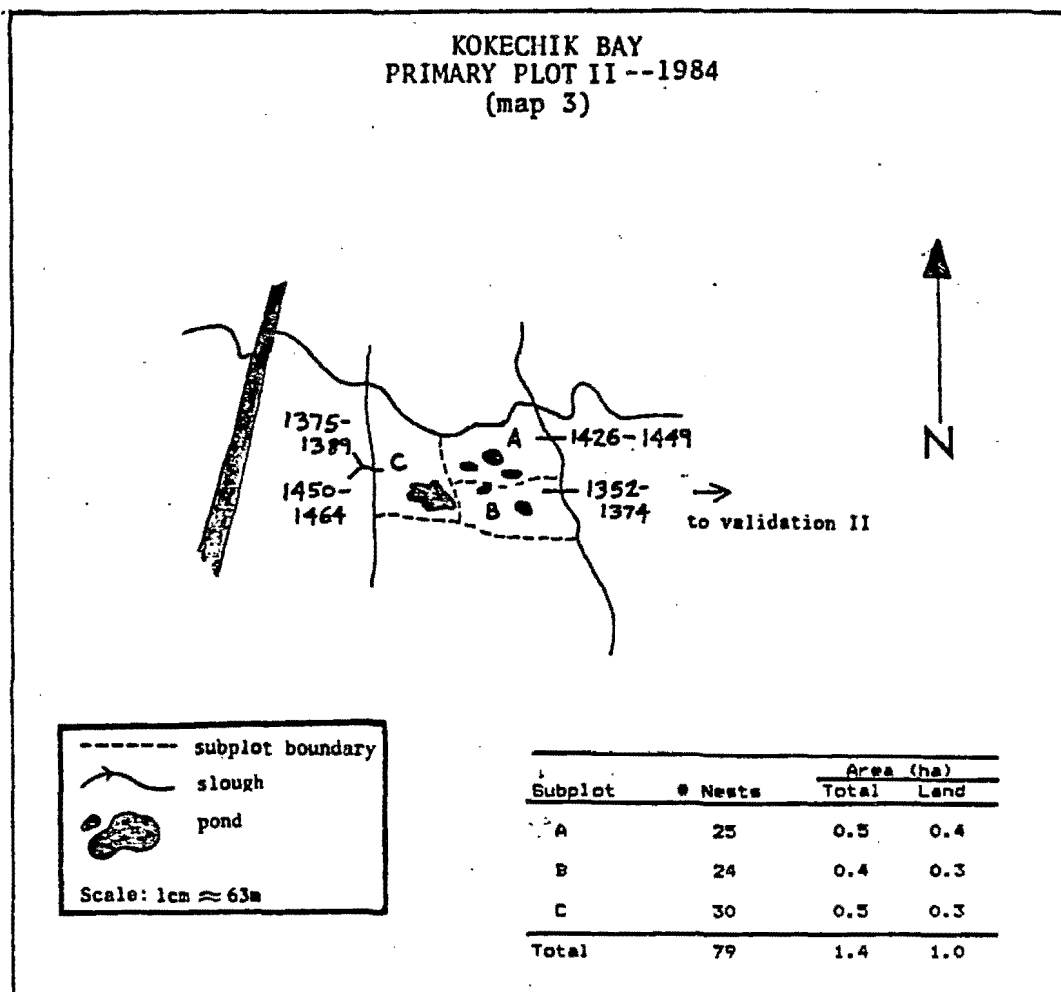 KOKECHIK BAY
PRIMARY PLOT II--1984
(map 3)
1375-
1389
C
A
1426-1449
1450-
1464
B
1352-
1374
to validation II
N
subplot boundary
slough
pond
Scale: 1cm ≈ 63m
Area (ha)
Subplot # Nests Total Land
A 25 0.5 0.4
B 24 0.4 0.3
C 30 0.5 0.3
Total 79 1.4 1.0